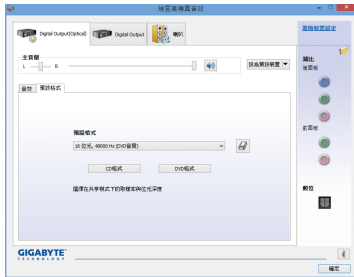 瑞昱高傳真音效
Digital Output(Optical)
Digital Output
喇叭
進階裝置設定
主音量
L
R
設為預設裝置
類比
後面板
音效
預設格式
預設格式
16 位元, 48000 Hz (DVD音質)
CD格式
DVD格式
選擇在共享模式下的取樣率與位元深度
前面板
數位
GIGABYTE™
TECHNOLOGY
確定